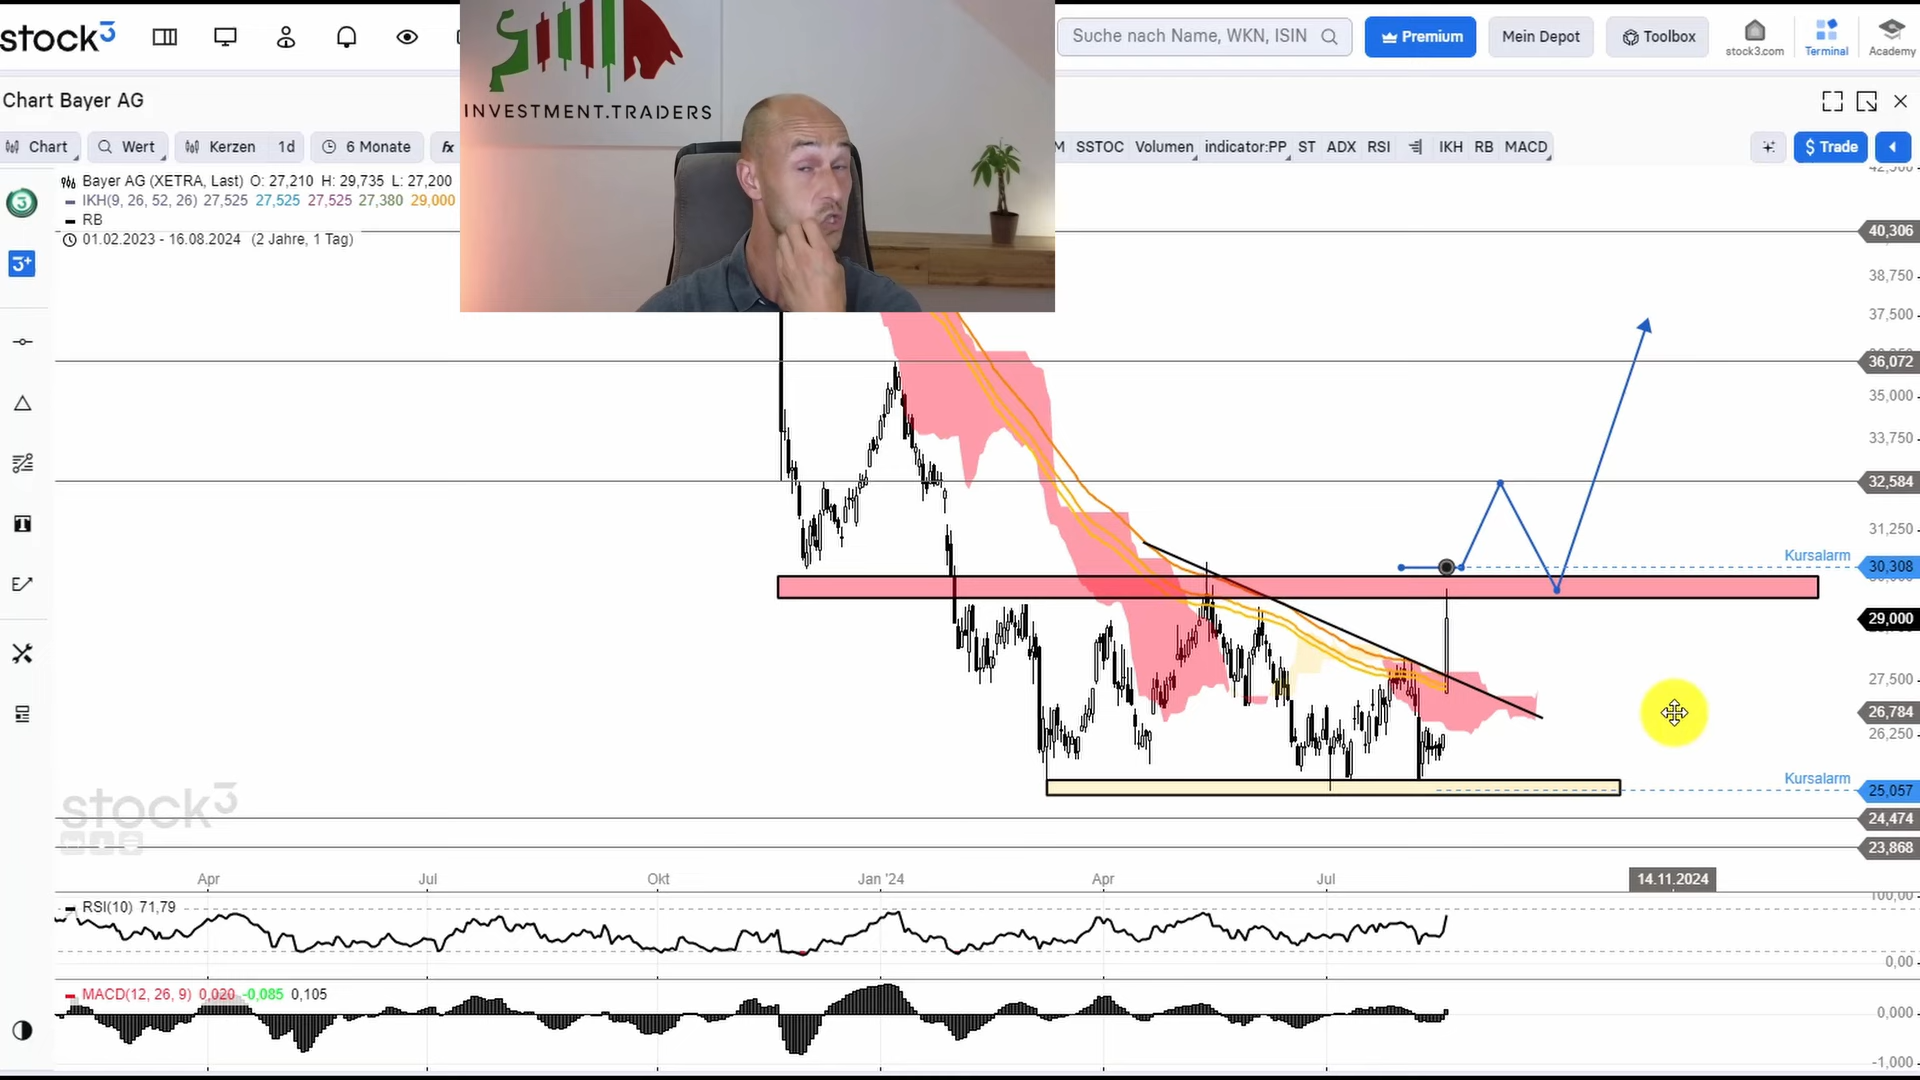 stock3
INVESTMENT.TRADERS
Suche nach Name, WKN, ISIN
Premium
Mein Depot
Toolbox
stock3.com
Terminal
Academy
Chart Bayer AG
Chart
Wert
Kerzen
1d
6 Monate
fx
SSTOC
Volumen
indicator:PP
ST
ADX
RSI
IKH
RB
MACD
$ Trade
Bayer AG (XETRA, Last) O: 27,210 H: 29,735 L: 27,200
IKH(9, 26, 52, 26) 27,525 27,525 27,525 27,380 29,000
RB
01.02.2023 - 16.08.2024 (2 Jahre, 1 Tag)
3
3+
40,306
38,750
37,500
36,072
35,000
33,750
32,584
31,250
Kursalarm
30,308
29,000
27,500
26,784
26,250
Kursalarm
25,057
24,474
23,868
stock3
Apr
Jul
Okt
Jan '24
Apr
Jul
14.11.2024
RSI(10) 71,79
100,00
0,00
MACD(12, 26, 9) 0,020 -0,085 0,105
0,000
-1,000